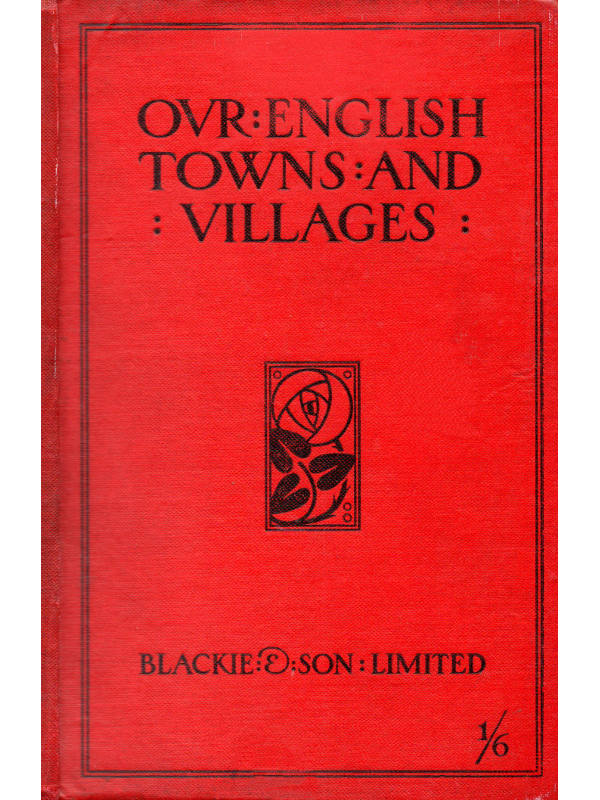 OVR:ENGLISH
TOWNS:AND
: VILLAGES :
BLACKIE:&:SON:LIMITED
1/6